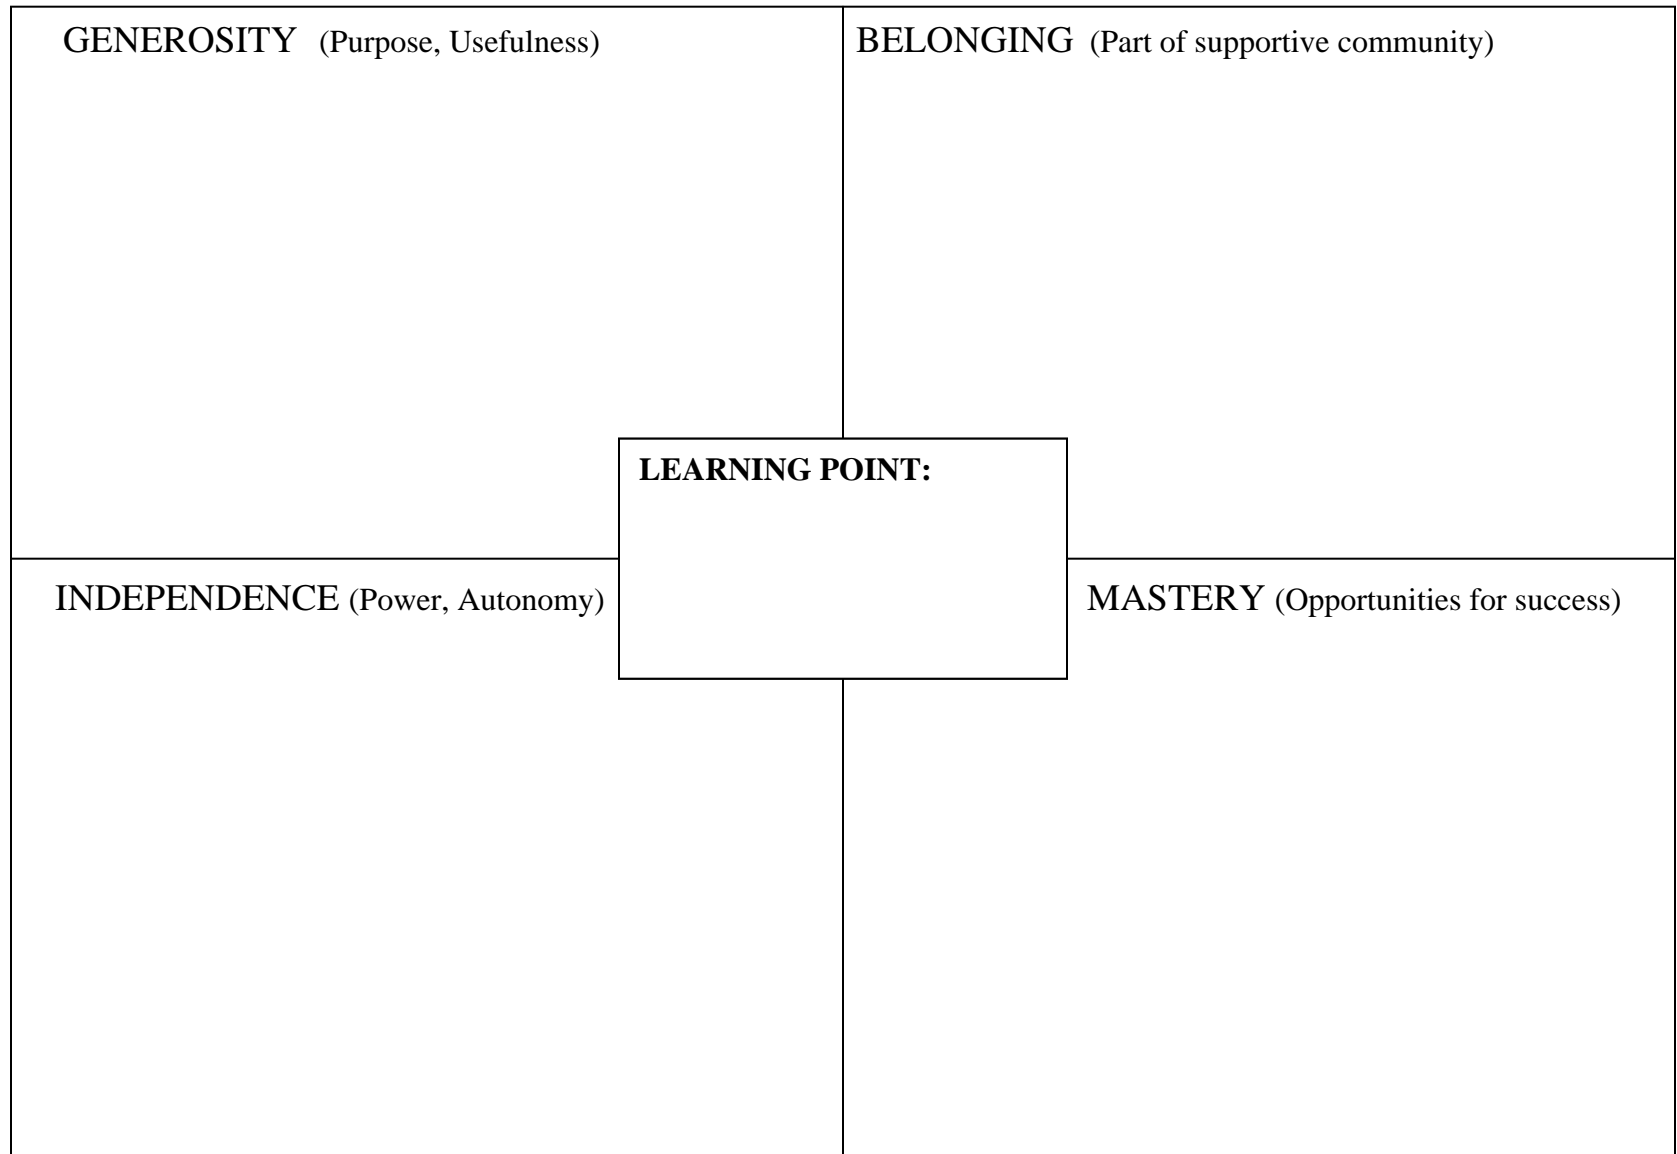 GENEROSITY (Purpose, Usefulness)
BELONGING (Part of supportive community)
LEARNING POINT:
INDEPENDENCE (Power, Autonomy)
MASTERY (Opportunities for success)